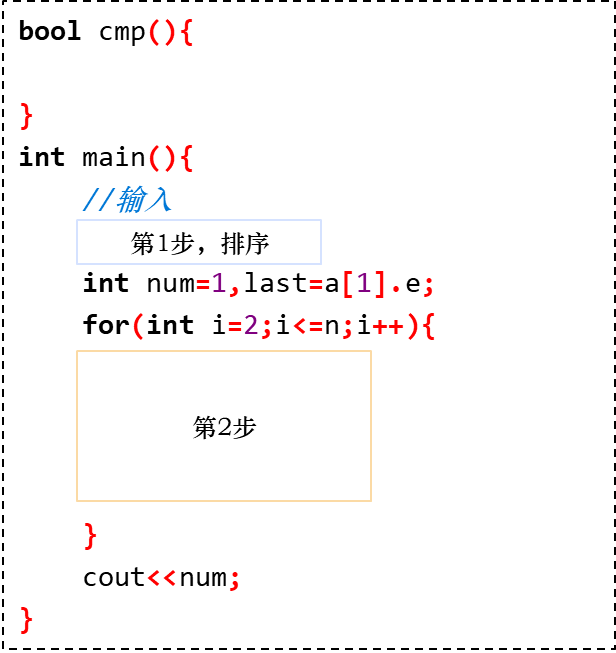 bool cmp(){
}
int main(){
//输入
第1步，排序
int num=1,last=a[1].e;
for(int i=2;i<=n;i++){
第2步
}
cout<<num;
}